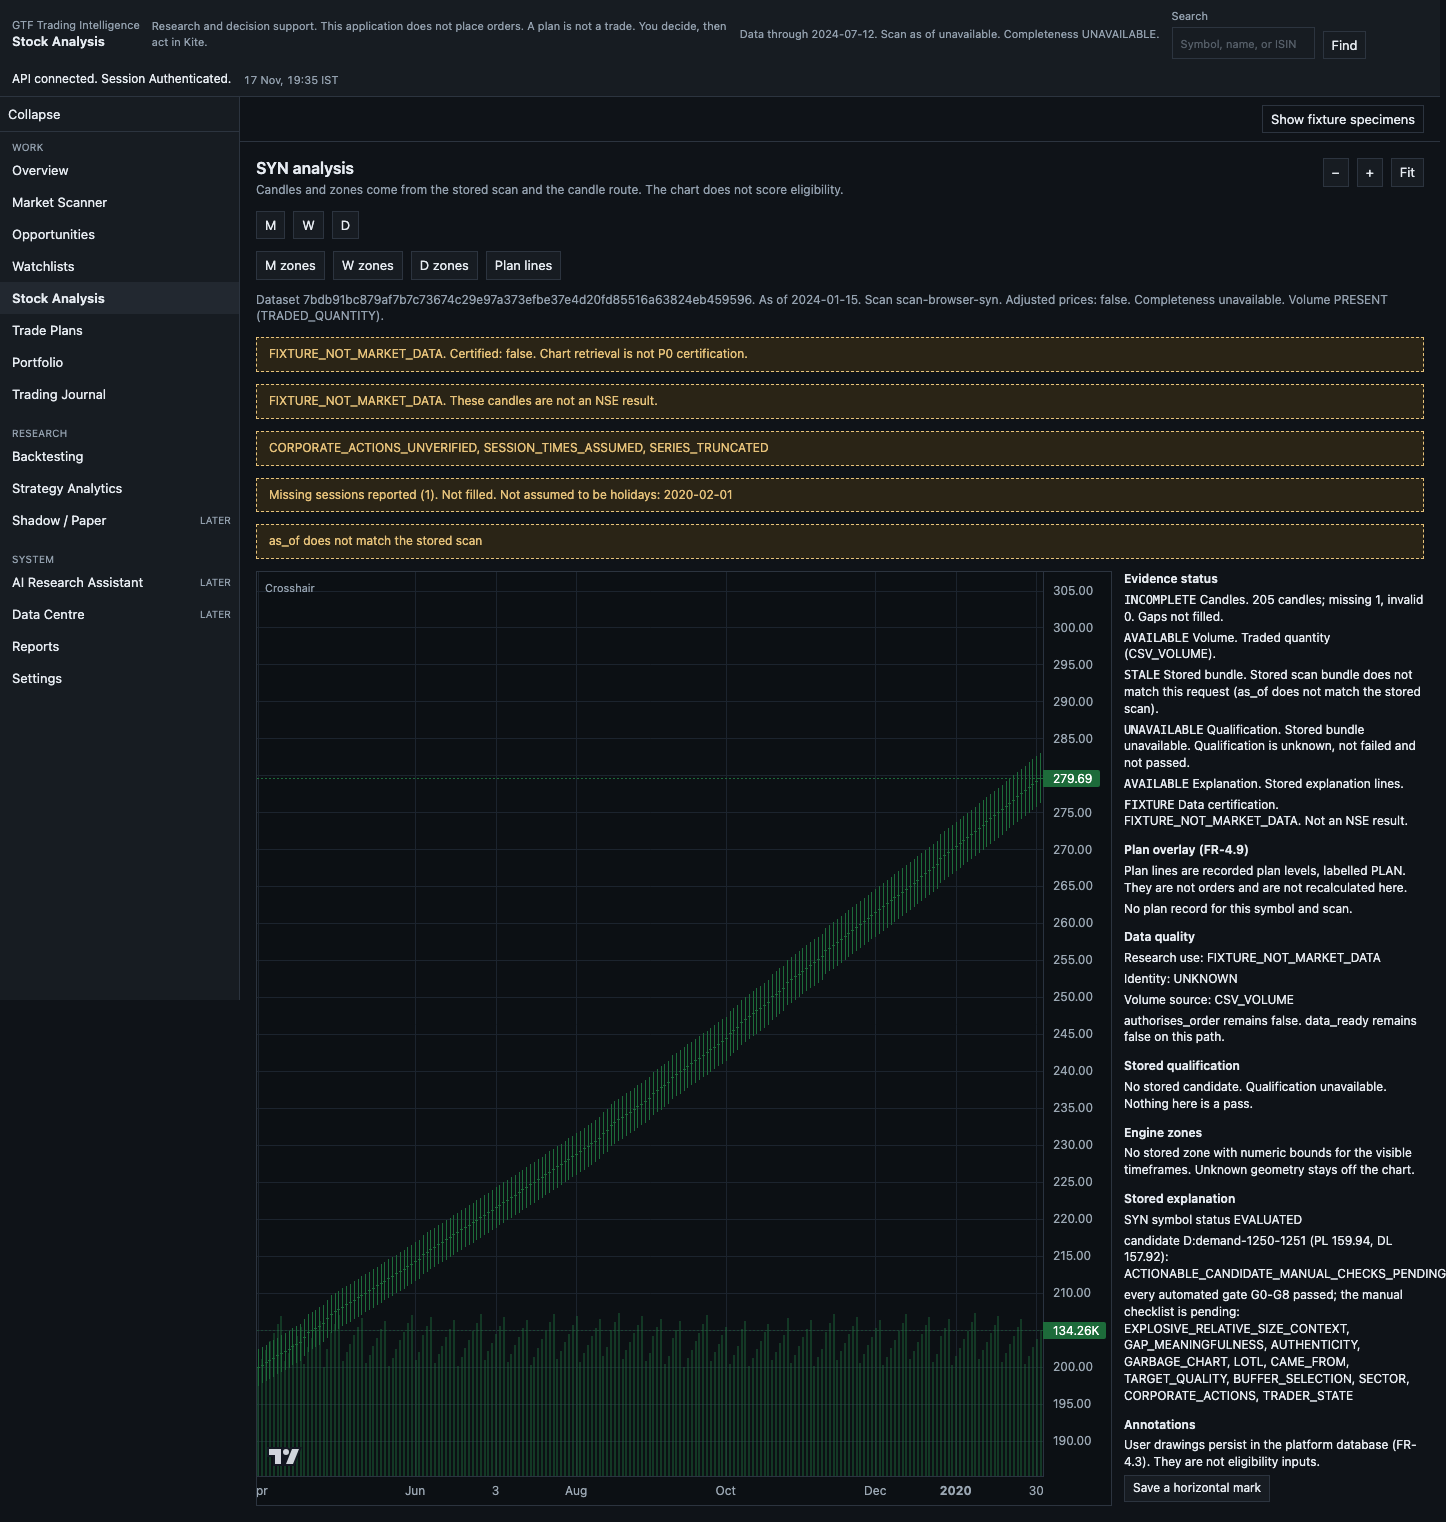 GTF Trading Intelligence
Stock Analysis
Research and decision support. This application does not place orders. A plan is not a trade. You decide, then
act in Kite.
Data through 2024-07-12. Scan as of unavailable. Completeness UNAVAILABLE.
Search
Symbol, name, or ISIN
Find
API connected. Session Authenticated.
17 Nov, 19:35 IST
Collapse
WORK
Overview
Market Scanner
Opportunities
Watchlists
Stock Analysis
Trade Plans
Portfolio
Trading Journal
RESEARCH
Backtesting
Strategy Analytics
Shadow / Paper LATER
SYSTEM
AI Research Assistant LATER
Data Centre LATER
Reports
Settings
Show fixture specimens
SYN analysis
Candles and zones come from the stored scan and the candle route. The chart does not score eligibility.
− + Fit
M W D
M zones W zones D zones Plan lines
Dataset 7bdb91bc879af7b7c73674c29e97a373efbe37e4d20fd85516a63824eb459596. As of 2024-01-15. Scan scan-browser-syn. Adjusted prices: false. Completeness unavailable. Volume PRESENT
(TRADED_QUANTITY).
FIXTURE_NOT_MARKET_DATA. Certified: false. Chart retrieval is not P0 certification.
FIXTURE_NOT_MARKET_DATA. These candles are not an NSE result.
CORPORATE_ACTIONS_UNVERIFIED, SESSION_TIMES_ASSUMED, SERIES_TRUNCATED
Missing sessions reported (1). Not filled. Not assumed to be holidays: 2020-02-01
as_of does not match the stored scan
Crosshair
305.00
300.00
295.00
290.00
285.00
279.69
275.00
270.00
265.00
260.00
255.00
250.00
245.00
240.00
235.00
230.00
225.00
220.00
215.00
210.00
134.26K
200.00
195.00
190.00
pr Jun 3 Aug Oct Dec 2020 30
Evidence status
INCOMPLETE Candles. 205 candles; missing 1, invalid
0. Gaps not filled.
AVAILABLE Volume. Traded quantity
(CSV_VOLUME).
STALE Stored bundle. Stored scan bundle does not
match this request (as_of does not match the stored
scan).
UNAVAILABLE Qualification. Stored bundle
unavailable. Qualification is unknown, not failed and
not passed.
AVAILABLE Explanation. Stored explanation lines.
FIXTURE Data certification.
FIXTURE_NOT_MARKET_DATA. Not an NSE result.
Plan overlay (FR-4.9)
Plan lines are recorded plan levels, labelled PLAN.
They are not orders and are not recalculated here.
No plan record for this symbol and scan.
Data quality
Research use: FIXTURE_NOT_MARKET_DATA
Identity: UNKNOWN
Volume source: CSV_VOLUME
authorises_order remains false. data_ready remains
false on this path.
Stored qualification
No stored candidate. Qualification unavailable.
Nothing here is a pass.
Engine zones
No stored zone with numeric bounds for the visible
timeframes. Unknown geometry stays off the chart.
Stored explanation
SYN symbol status EVALUATED
candidate D:demand-1250-1251 (PL 159.94, DL
157.92):
ACTIONABLE_CANDIDATE_MANUAL_CHECKS_PENDING
every automated gate G0-G8 passed; the manual
checklist is pending:
EXPLOSIVE_RELATIVE_SIZE_CONTEXT,
GAP_MEANINGFULNESS, AUTHENTICITY,
GARBAGE_CHART, LOTL, CAME_FROM,
TARGET_QUALITY, BUFFER_SELECTION, SECTOR,
CORPORATE_ACTIONS, TRADER_STATE
Annotations
User drawings persist in the platform database (FR-
4.3). They are not eligibility inputs.
Save a horizontal mark